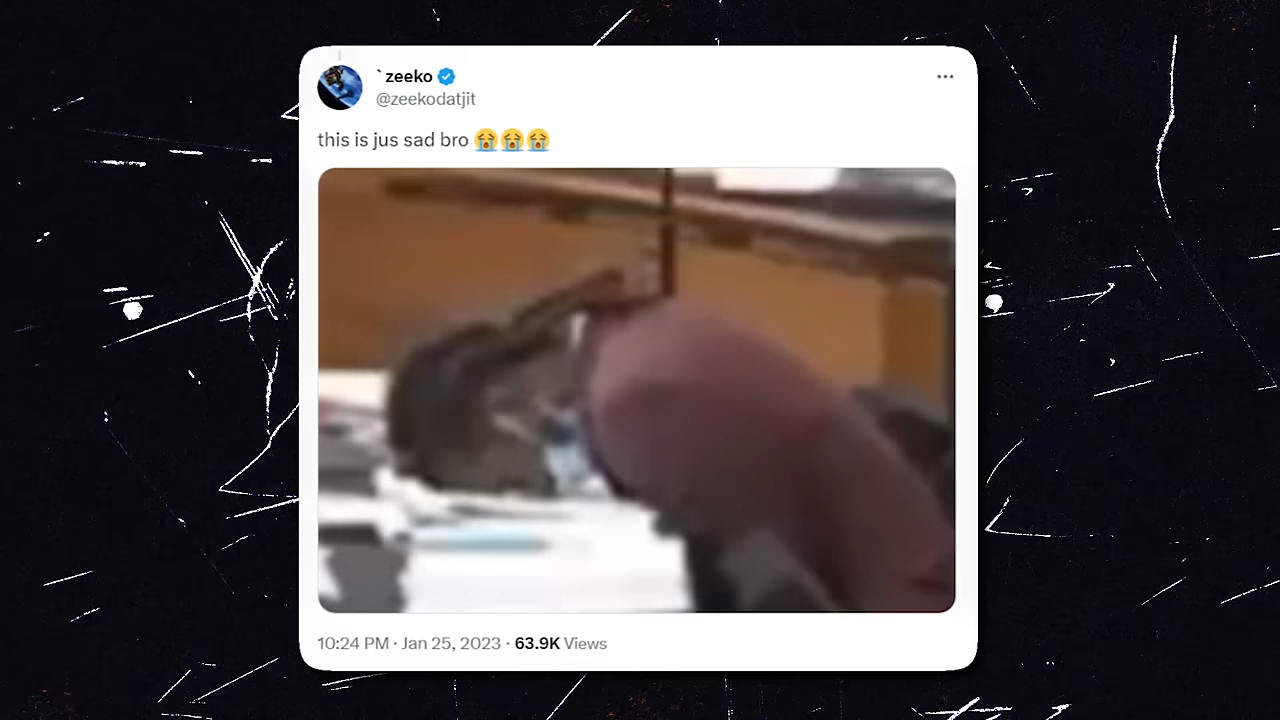 `zeeko
@zeekodatjit
this is jus sad bro 😭😭😭
10:24 PM · Jan 25, 2023 · 63.9K Views